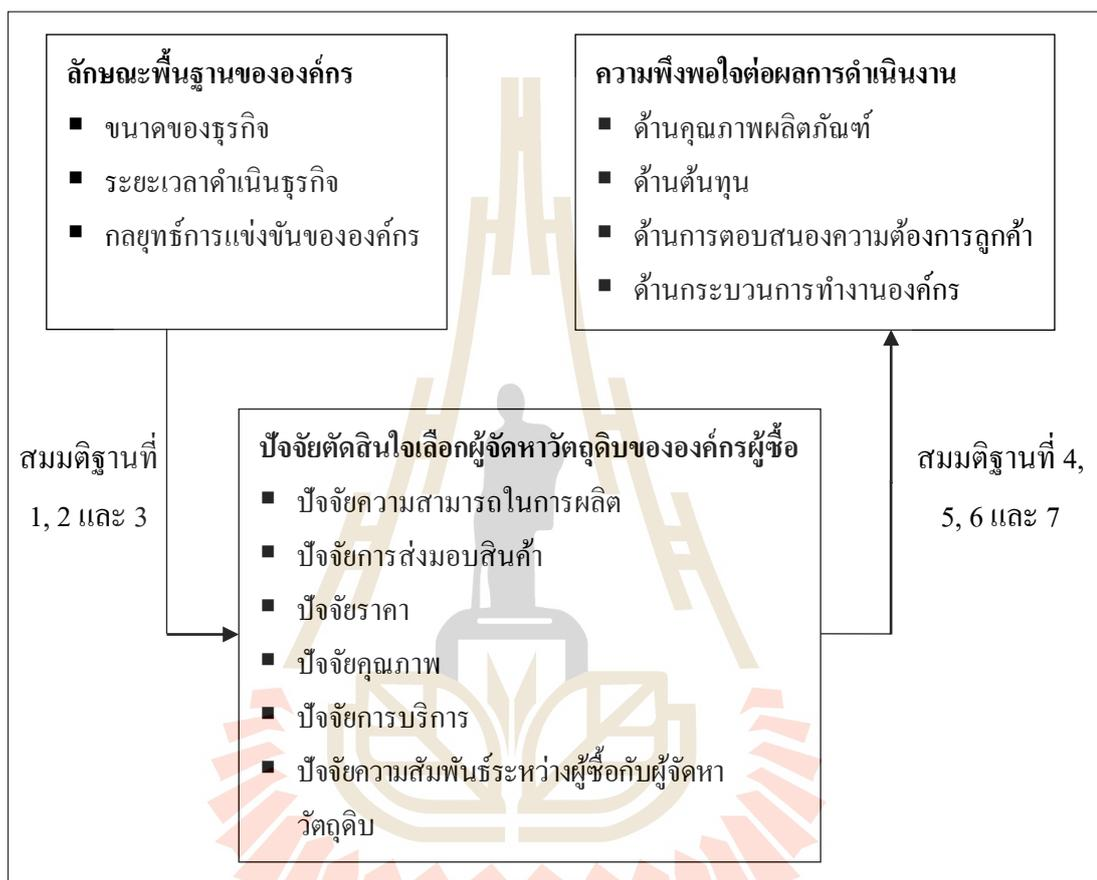 ลักษณะพื้นฐานขององค์กร
▪ ขนาดของธุรกิจ
▪ ระยะเวลาดำเนินธุรกิจ
▪ กลยุทธ์การแข่งขันขององค์กร
ความพึงพอใจต่อผลการดำเนินงาน
▪ ด้านคุณภาพผลิตภัณฑ์
▪ ด้านต้นทุน
▪ ด้านการตอบสนองความต้องการลูกค้า
▪ ด้านกระบวนการทำงานองค์กร
สมมติฐานที่
1, 2 และ 3
ปัจจัยตัดสินใจเลือกผู้จัดหาวัตถุดิบขององค์กรผู้ซื้อ
▪ ปัจจัยความสามารถในการผลิต
▪ ปัจจัยการส่งมอบสินค้า
▪ ปัจจัยราคา
▪ ปัจจัยคุณภาพ
▪ ปัจจัยการบริการ
▪ ปัจจัยความสัมพันธ์ระหว่างผู้ซื้อกับผู้จัดหา
วัตถุดิบ
สมมติฐานที่ 4,
5, 6 และ 7